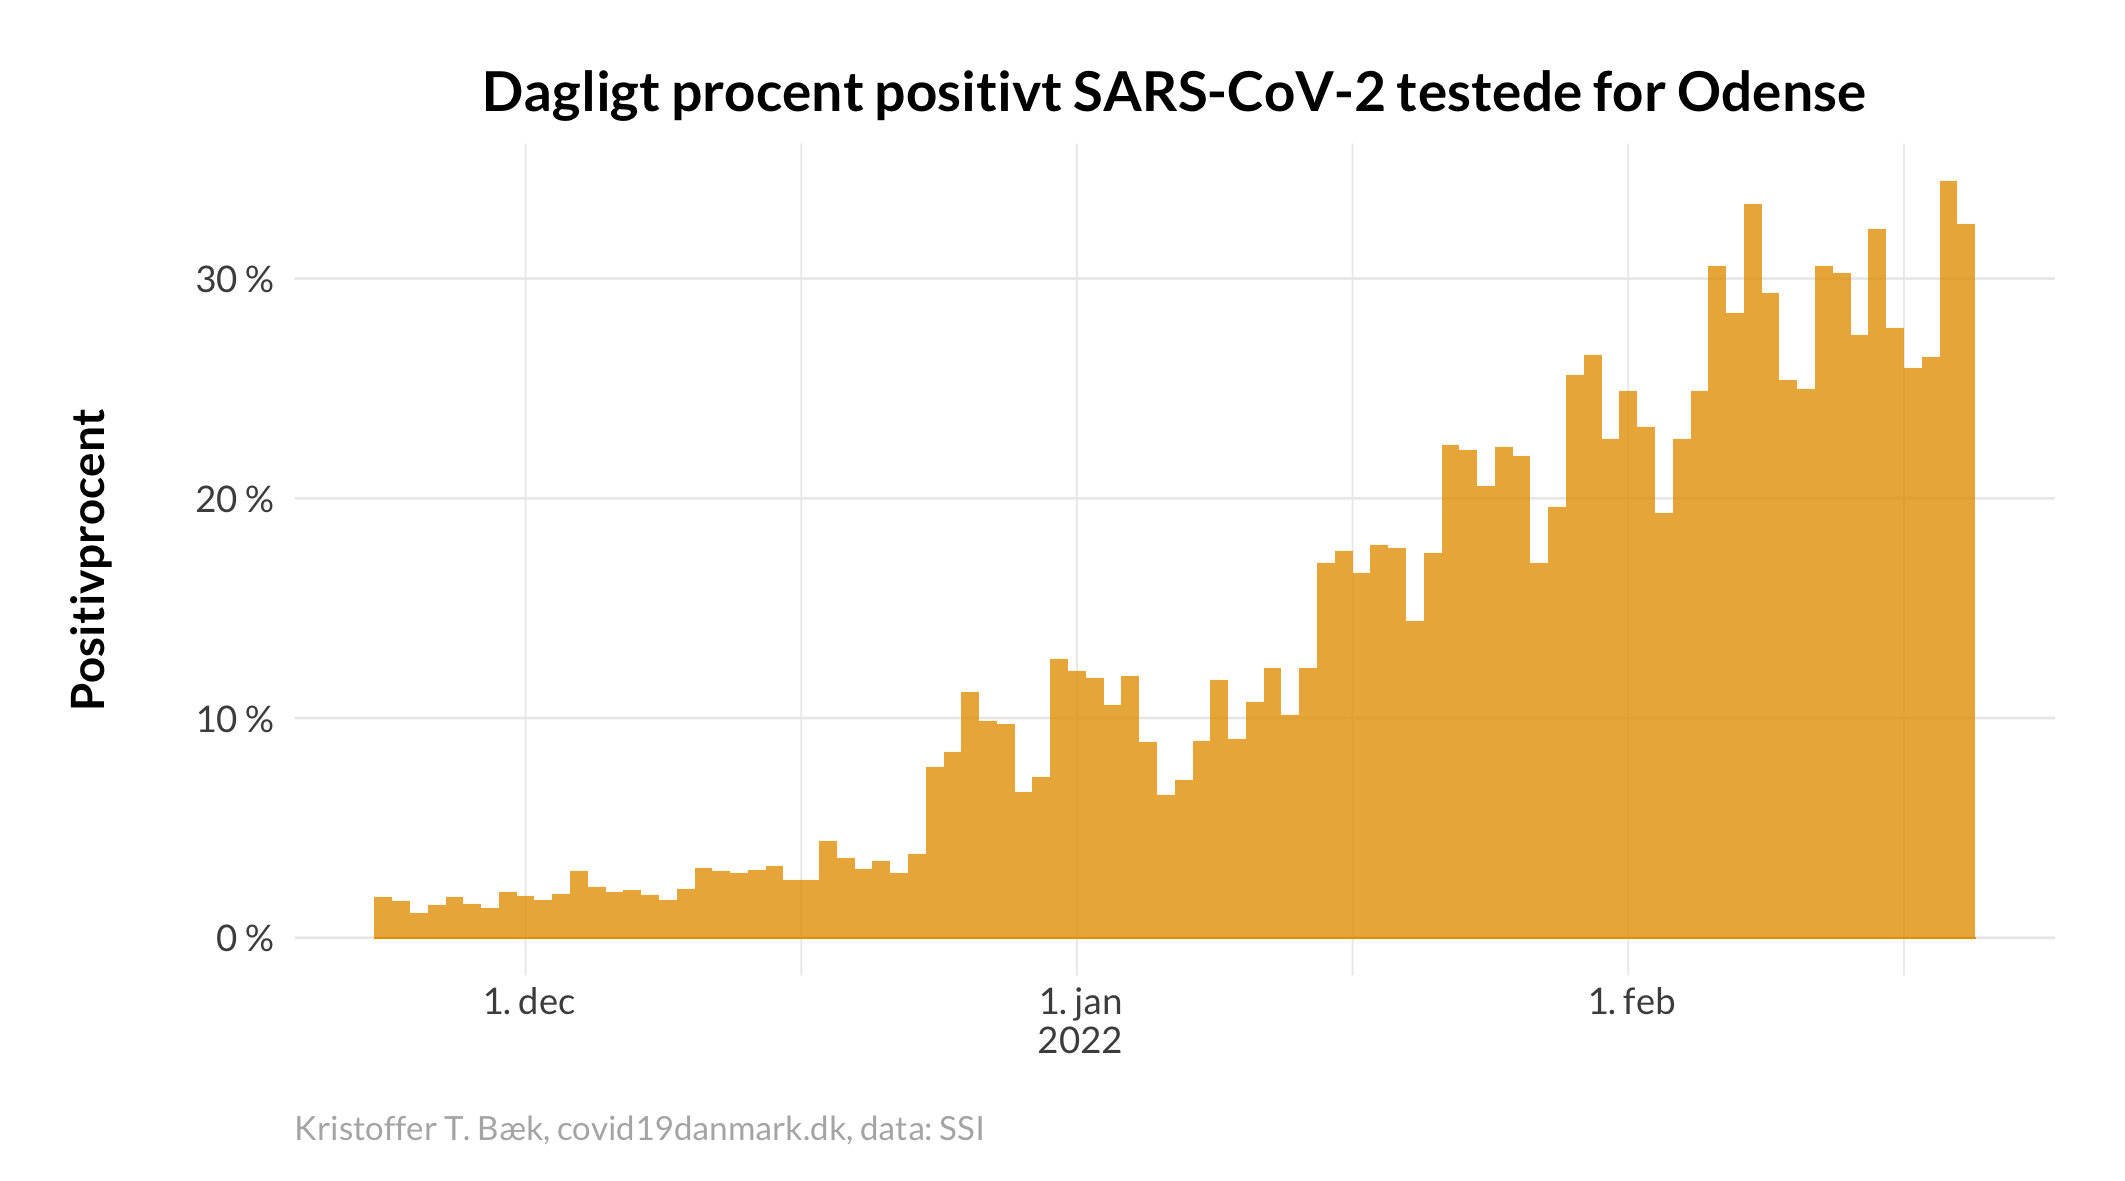 Dagligt procent positivt SARS-CoV-2 testede for Odense
Positivprocent
30 %
20 %
10 %
0 %
1. dec
1. jan
2022
1. feb
Kristoffer T. Bæk, covid19danmark.dk, data: SSI